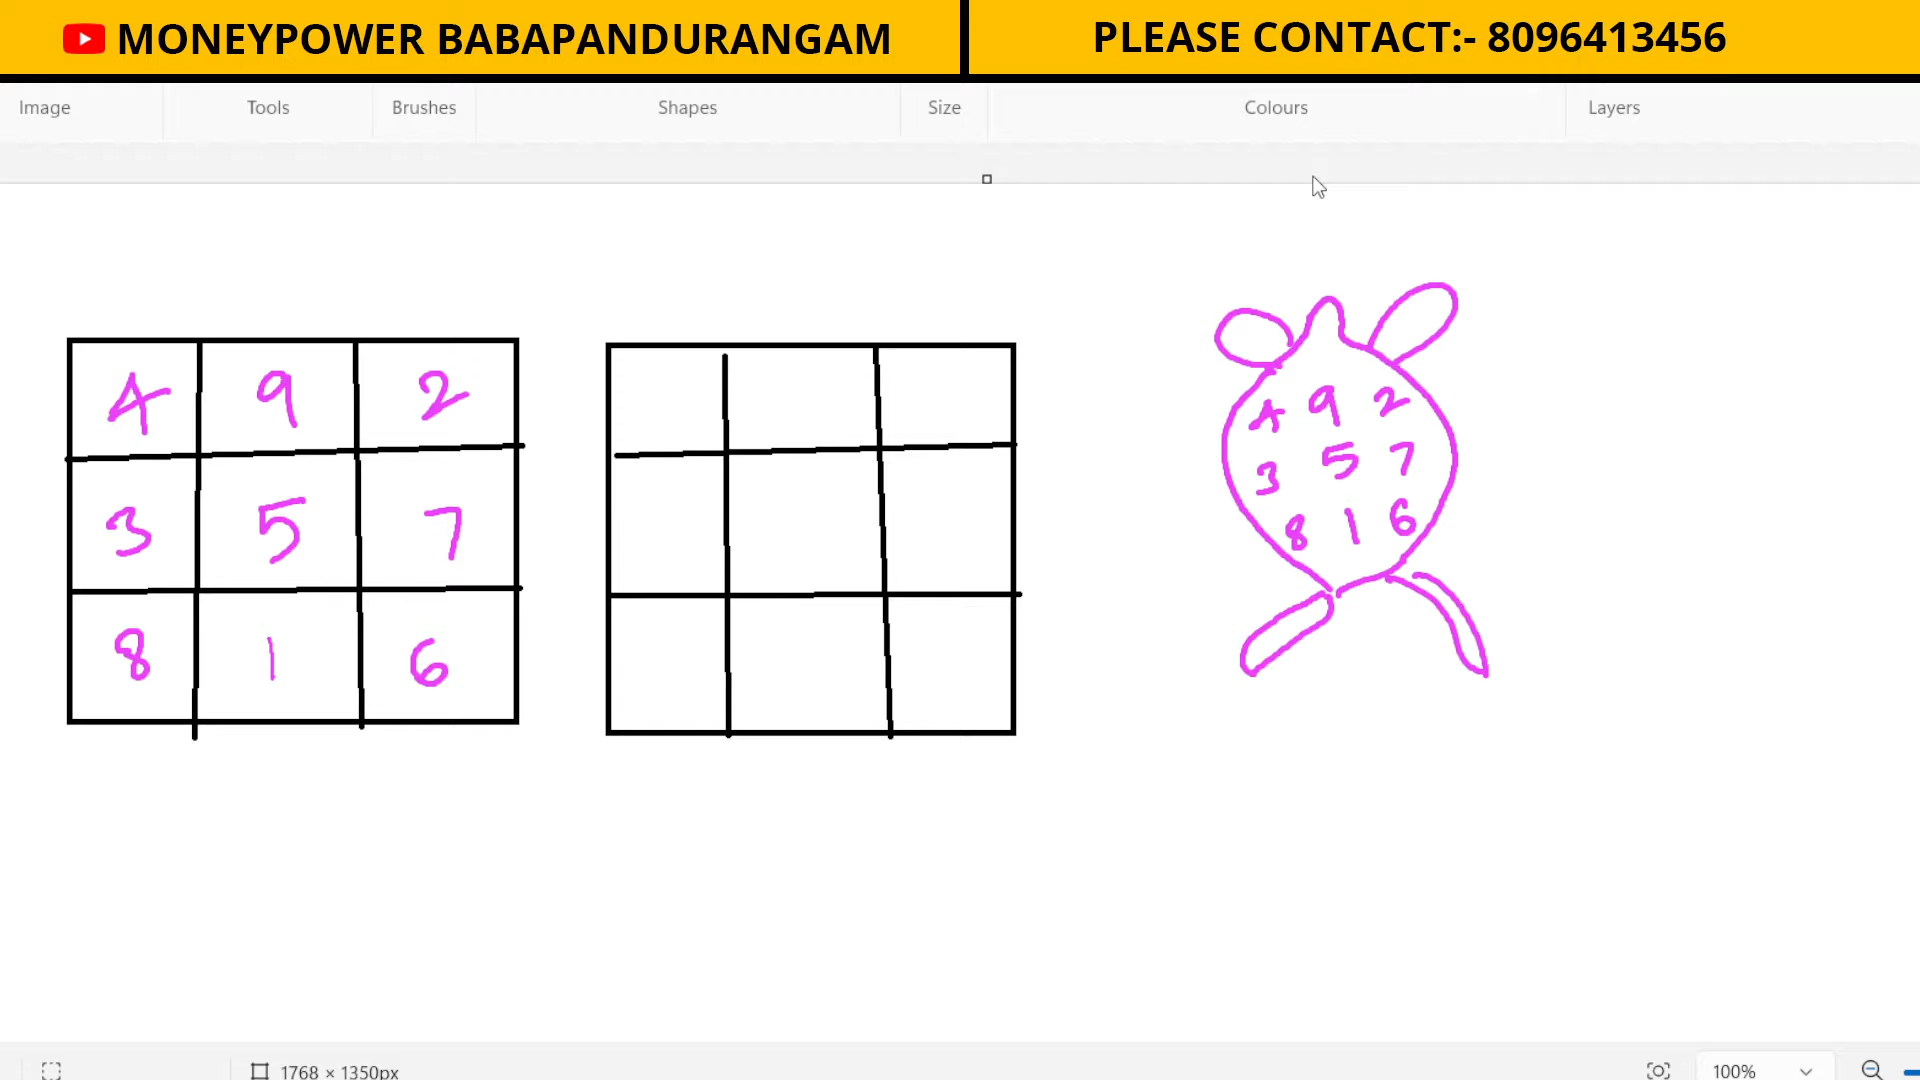 MONEYPOWER BABAPANDURANGAM
PLEASE CONTACT:- 8096413456
Image Tools Brushes Shapes Size Colours Layers
4 9 2
3 5 7
8 1 6
4 9 2
3 5 7
8 1 6
1768 × 1350px
100%